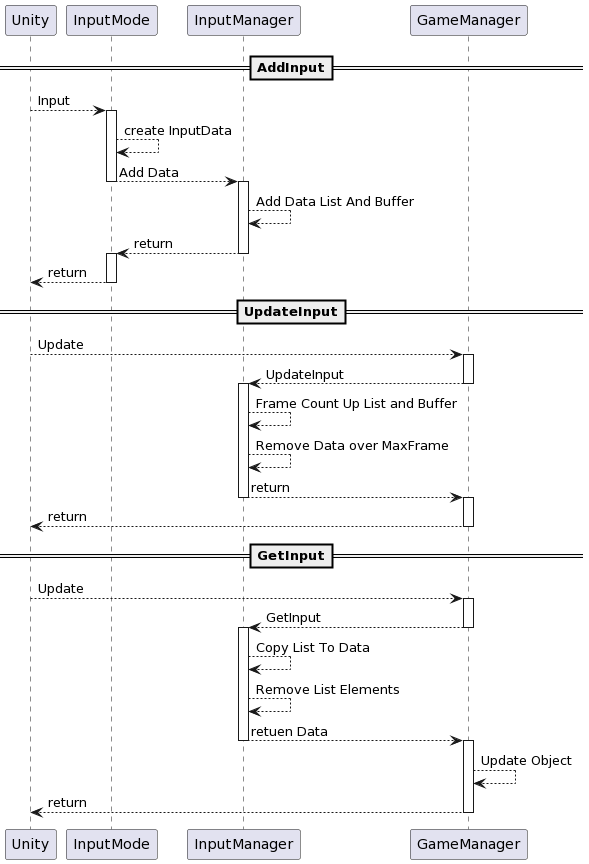 Unity InputMode InputManager GameManager
AddInput
Input
create InputData
Add Data
Add Data List And Buffer
return
return
UpdateInput
Update
UpdateInput
Frame Count Up List and Buffer
Remove Data over MaxFrame
return
return
GetInput
Update
GetInput
Copy List To Data
Remove List Elements
retuen Data
Update Object
return
Unity InputMode InputManager GameManager